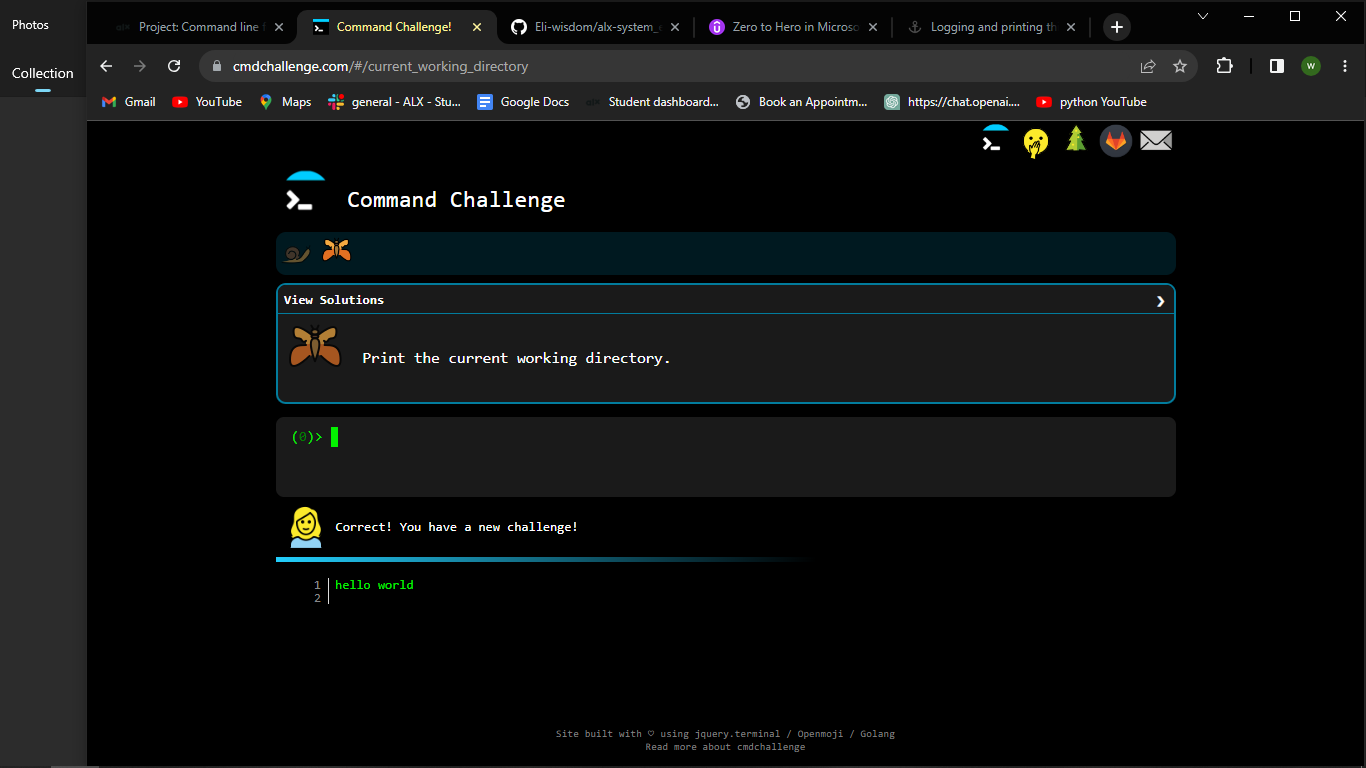 Photos
Collection
Project: Command line
Command Challenge!
Eli-wisdom/alx-system_
Zero to Hero in Microso
Logging and printing th
cmdchallenge.com/#/current_working_directory
W
Gmail
YouTube
Maps
general - ALX - Stu...
Google Docs
Student dashboard...
Book an Appointm...
https://chat.openai....
python YouTube
Command Challenge
View Solutions
Print the current working directory.
(0)>
Correct! You have a new challenge!
1 hello world
2
Site built with ♡ using jquery.terminal / Openmoji / Golang
Read more about cmdchallenge